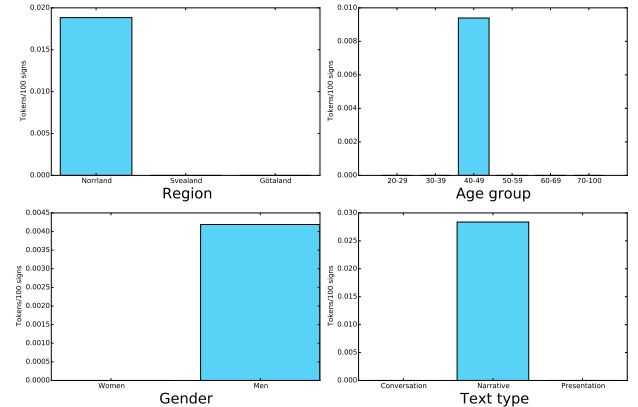 0.020
0.015
0.010
0.005
0.000
Tokens/100 signs
Norrland Svealand Götaland
Region
0.010
0.008
0.006
0.004
0.002
0.000
Tokens/100 signs
20-29 30-39 40-49 50-59 60-69 70-100
Age group
0.0045
0.0040
0.0035
0.0030
0.0025
0.0020
0.0015
0.0010
0.0005
0.0000
Tokens/100 signs
Women Men
Gender
0.030
0.025
0.020
0.015
0.010
0.005
0.000
Tokens/100 signs
Conversation Narrative Presentation
Text type